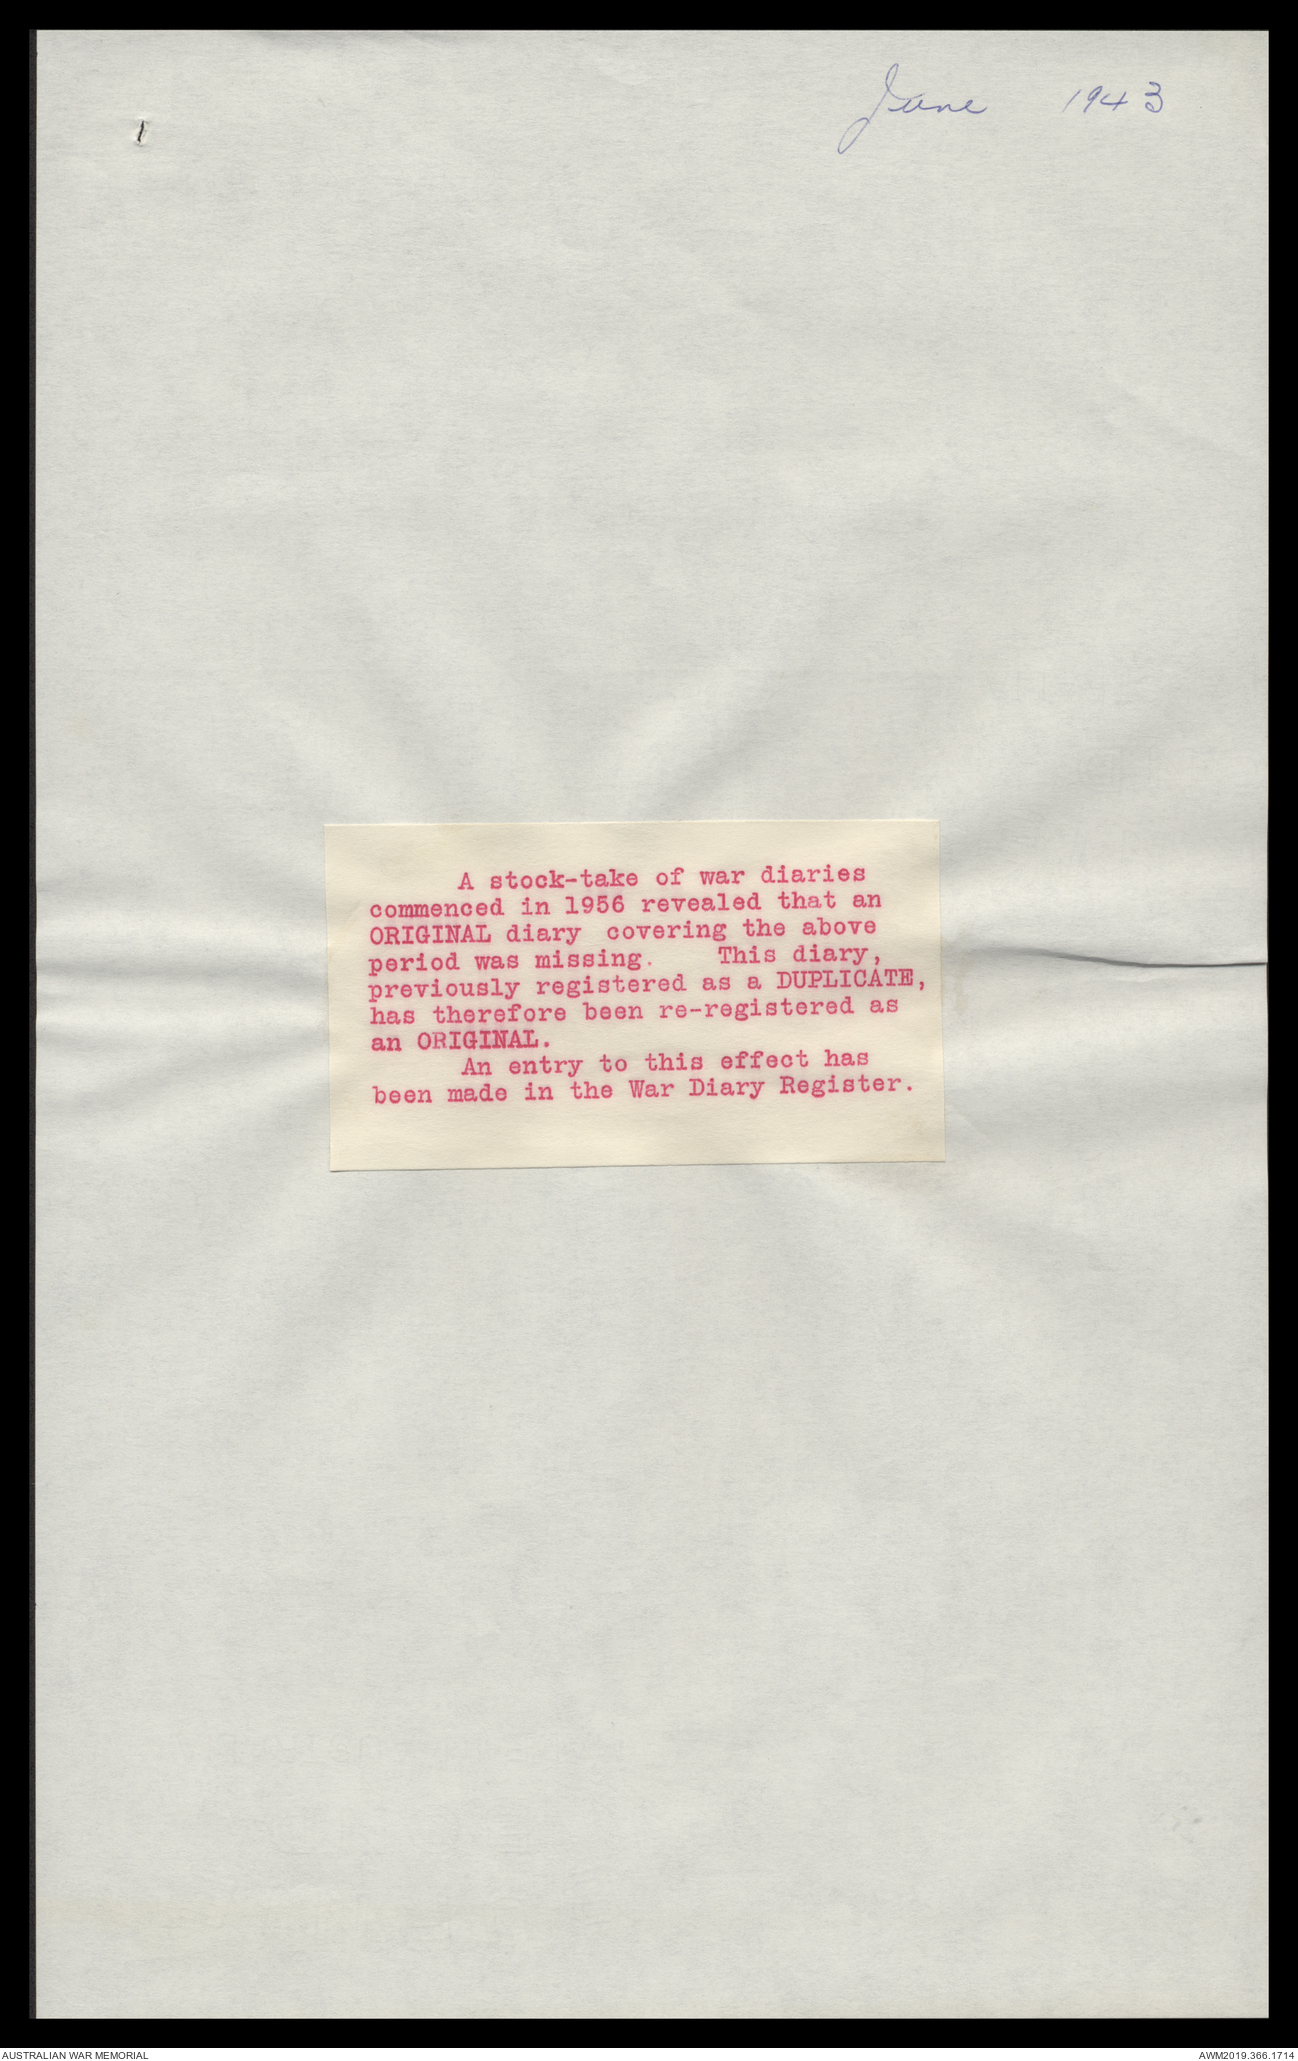 June 1943
A stock-take of war diaries
commenced in 1956 revealed that an
ORIGINAL diary covering the above
period was missing. This diary,
previously registered as a DUPLICATE,
has therefore been re-registered as
an ORIGINAL.
An entry to this effect has
been made in the War Diary Register.
AUSTRALIAN WAR MEMORIAL
AWM2019.366.1714